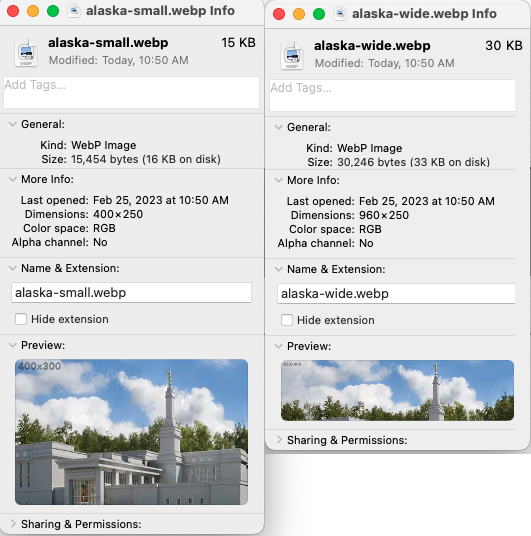 alaska-small.webp Info
alaska-small.webp 15 KB
Modified: Today, 10:50 AM
Add Tags...
General:
Kind: WebP Image
Size: 15,454 bytes (16 KB on disk)
More Info:
Last opened: Feb 25, 2023 at 10:50 AM
Dimensions: 400×250
Color space: RGB
Alpha channel: No
Name & Extension:
alaska-small.webp
Hide extension
Preview:
400x300
Sharing & Permissions:
alaska-wide.webp Info
alaska-wide.webp 30 KB
Modified: Today, 10:50 AM
Add Tags...
General:
Kind: WebP Image
Size: 30,246 bytes (33 KB on disk)
More Info:
Last opened: Feb 25, 2023 at 10:50 AM
Dimensions: 960×250
Color space: RGB
Alpha channel: No
Name & Extension:
alaska-wide.webp
Hide extension
Preview:
Sharing & Permissions: